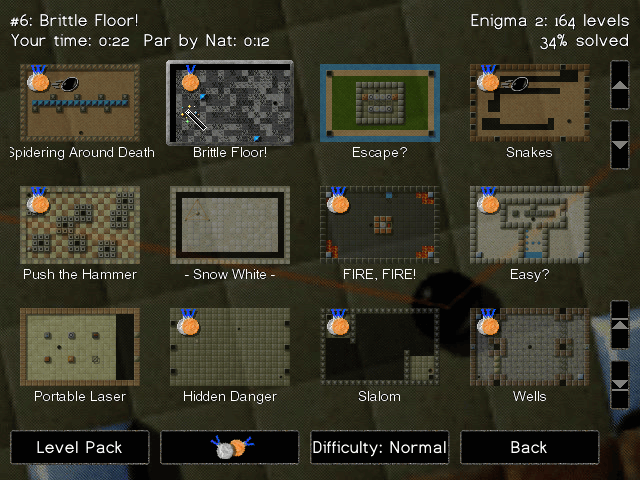 #6: Brittle Floor!
Enigma 2: 164 levels
Your time: 0:22 Par by Nat: 0:12
34% solved
Spidering Around Death
Brittle Floor!
Escape?
Snakes
Push the Hammer
- Snow White -
FIRE, FIRE!
Easy?
Portable Laser
Hidden Danger
Slalom
Wells
Level Pack
Difficulty: Normal
Back